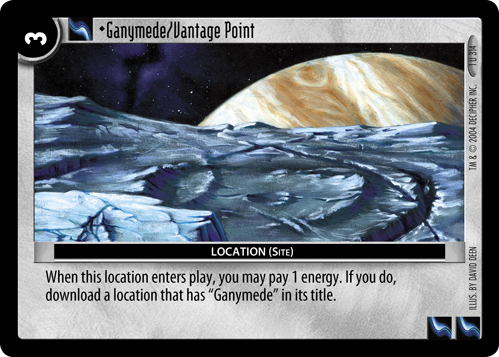 3
•Ganymede/Vantage Point
1 U 314
TM & © 2004 DECIPHER INC.
LOCATION (SITE)
When this location enters play, you may pay 1 energy. If you do,
download a location that has “Ganymede” in its title.
ILLUS. BY DAVID DEEN